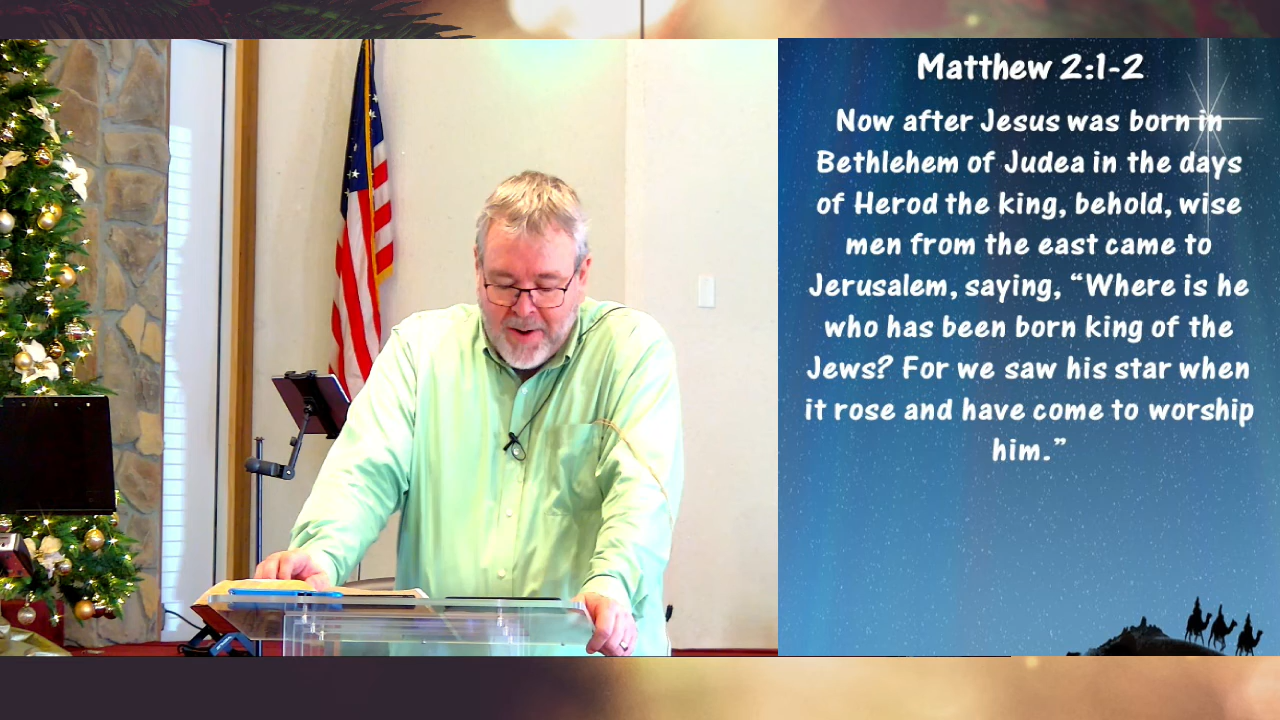 Matthew 2:1-2
Now after Jesus was born in
Bethlehem of Judea in the days
of Herod the king, behold, wise
men from the east came to
Jerusalem, saying, “Where is he
who has been born king of the
Jews? For we saw his star when
it rose and have come to worship
him.”